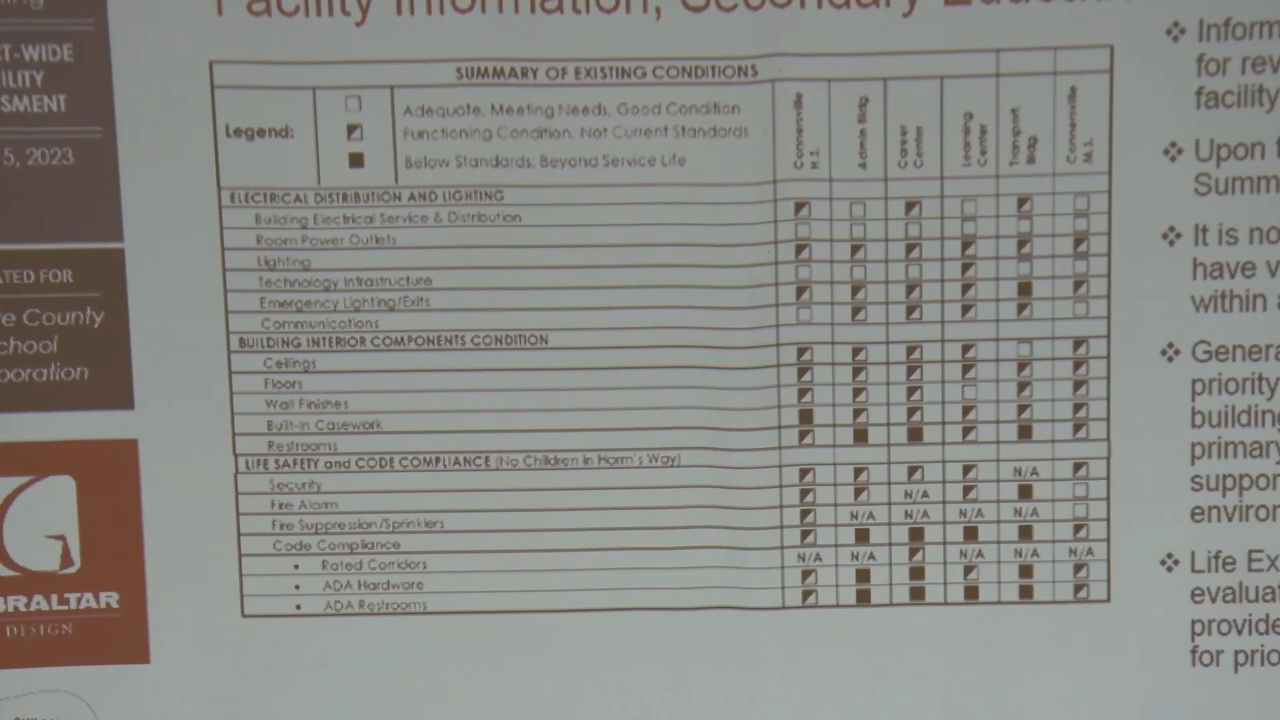 Facility Information, Secondary
CT-WIDE
5, 2023
ATED FOR
e County
chool
poration
BRALTAR
DESIGN
SUMMARY OF EXISTING CONDITIONS
Legend:
Adequate, Meeting Needs, Good Condition
Functioning Condition, Not Current Standards
Below Standards; Beyond Service Life
Connersville H.S.
Admin Bldg.
Career Center
Learning Center
Transport Bldg.
Connersville M.S.
ELECTRICAL DISTRIBUTION AND LIGHTING
Building Electrical Service & Distribution
Room Power Outlets
Lighting
Technology Infrastructure
Emergency Lighting/Exits
Communications
BUILDING INTERIOR COMPONENTS CONDITION
Ceilings
Floors
Wall Finishes
Built-in Casework
Restrooms
LIFE SAFETY and CODE COMPLIANCE (No Children in Harm's Way)
Security N/A
Fire Alarm N/A
Fire Suppression/Sprinklers N/A N/A N/A N/A
Code Compliance
• Rated Corridors N/A N/A N/A N/A N/A
• ADA Hardware
• ADA Restrooms
❖ Inform
for rev
facility
❖ Upon
Summ
❖ It is no
have v
within
❖ Genera
priority
building
primary
suppor
environ
❖ Life Ex
evaluat
provide
for prio